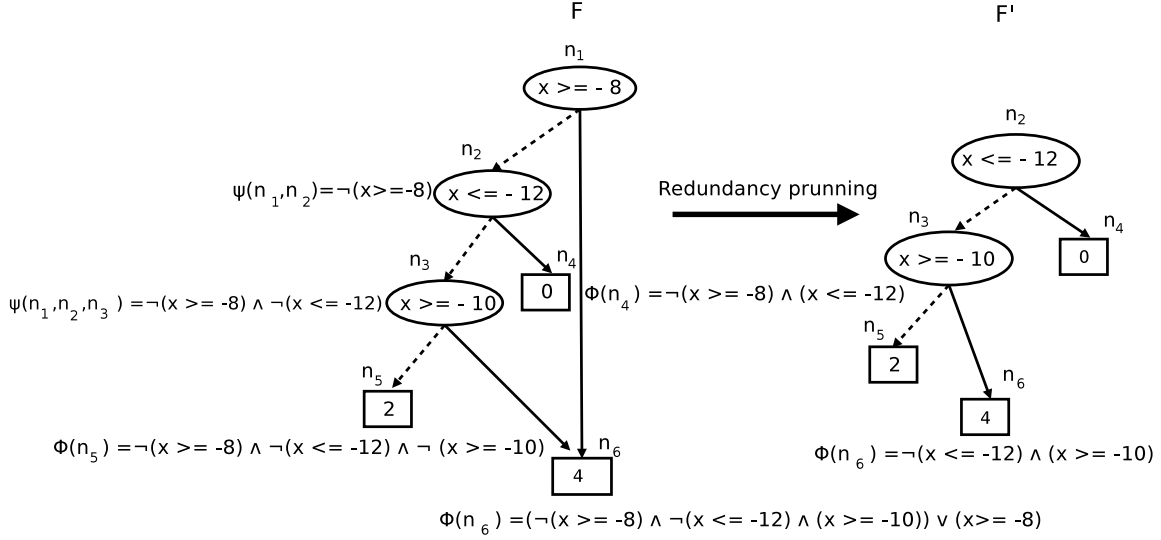 F
F'
n1
x >= - 8
n2
n2
x <= - 12
ψ(n1,n2)=¬(x>=-8)
x <= - 12
Redundancy prunning
n3
n3
n4
n4
0
x >= - 10
0
ψ(n1,n2,n3 ) =¬(x >= -8) ∧ ¬(x <= -12)
x >= - 10
Φ(n4) =¬(x >= -8) ∧ (x <= -12)
n5
2
n5
n6
2
4
Φ(n5) =¬(x >= -8) ∧ ¬(x <= -12) ∧ ¬ (x >= -10)
n6
Φ(n6) =¬(x <= -12) ∧ (x >= -10)
4
Φ(n6) =(¬(x >= -8) ∧ ¬(x <= -12) ∧ (x >= -10)) ∨ (x>= -8)